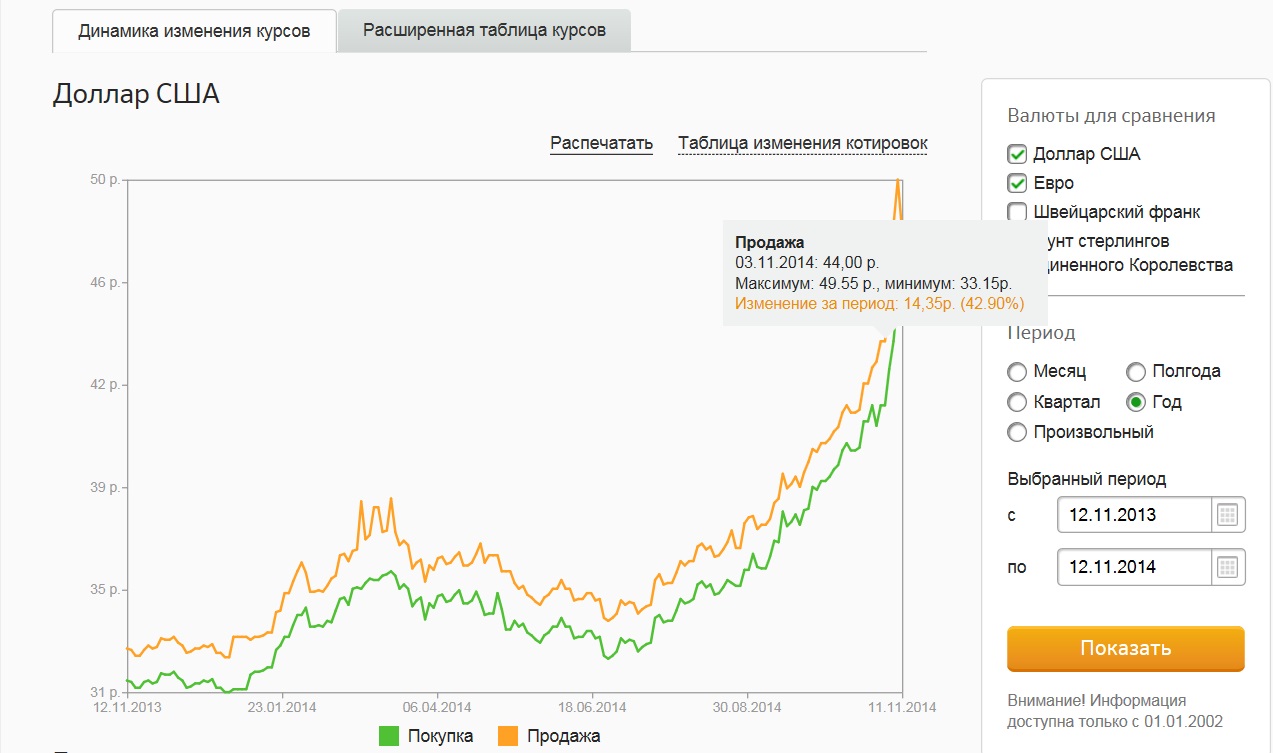 Динамика изменения курсов
Расширенная таблица курсов
Доллар США
Распечатать
Таблица изменения котировок
50 р.
46 р.
42 р.
39 р.
35 р.
31 р.
12.11.2013
23.01.2014
06.04.2014
18.06.2014
30.08.2014
11.11.2014
Покупка
Продажа
Продажа
03.11.2014: 44,00 р.
Максимум: 49.55 р., минимум: 33.15р.
Изменение за период: 14,35р. (42.90%)
Валюты для сравнения
Доллар США
Евро
Швейцарский франк
унт стерлингов
диненного Королевства
Период
Месяц
Полгода
Квартал
Год
Произвольный
Выбранный период
с
12.11.2013
по
12.11.2014
Показать
Внимание! Информация
доступна только с 01.01.2002